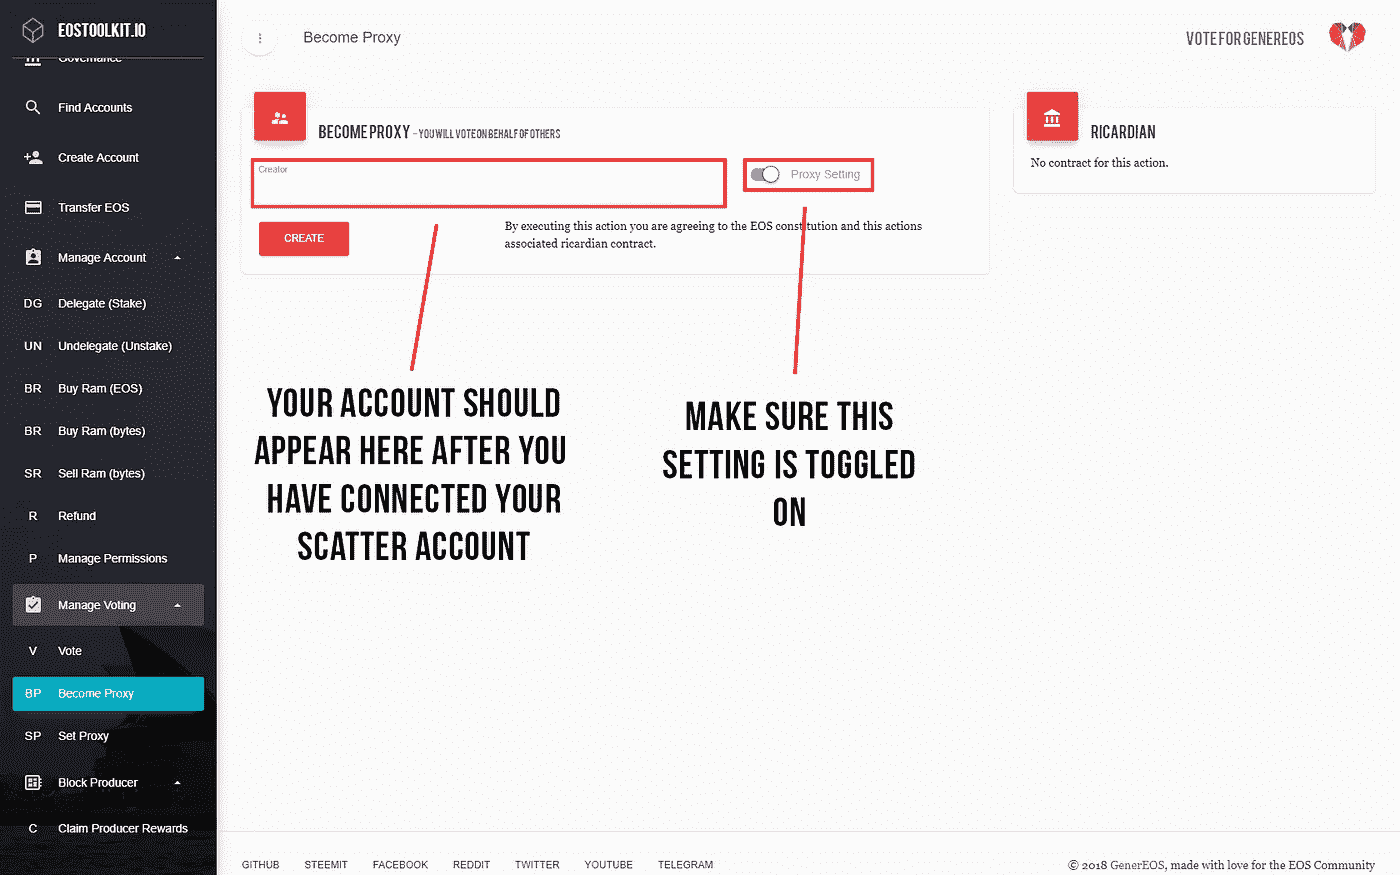 EOSTOOLKIT.IO
Governance
Find Accounts
Create Account
Transfer EOS
Manage Account
DG Delegate (Stake)
UN Undelegate (Unstake)
BR Buy Ram (EOS)
BR Buy Ram (bytes)
SR Sell Ram (bytes)
R Refund
P Manage Permissions
Manage Voting
V Vote
BP Become Proxy
SP Set Proxy
Block Producer
C Claim Producer Rewards
Become Proxy
VOTE FOR GENEREOS
BECOME PROXY - YOU WILL VOTE ON BEHALF OF OTHERS
Creator
Proxy Setting
CREATE
By executing this action you are agreeing to the EOS constitution and this actions
associated ricardian contract.
RICARDIAN
No contract for this action.
YOUR ACCOUNT SHOULD
APPEAR HERE AFTER YOU
HAVE CONNECTED YOUR
SCATTER ACCOUNT
MAKE SURE THIS
SETTING IS TOGGLED
ON
GITHUB STEEMIT FACEBOOK REDDIT TWITTER YOUTUBE TELEGRAM
© 2018 GenerEOS, made with love for the EOS Community